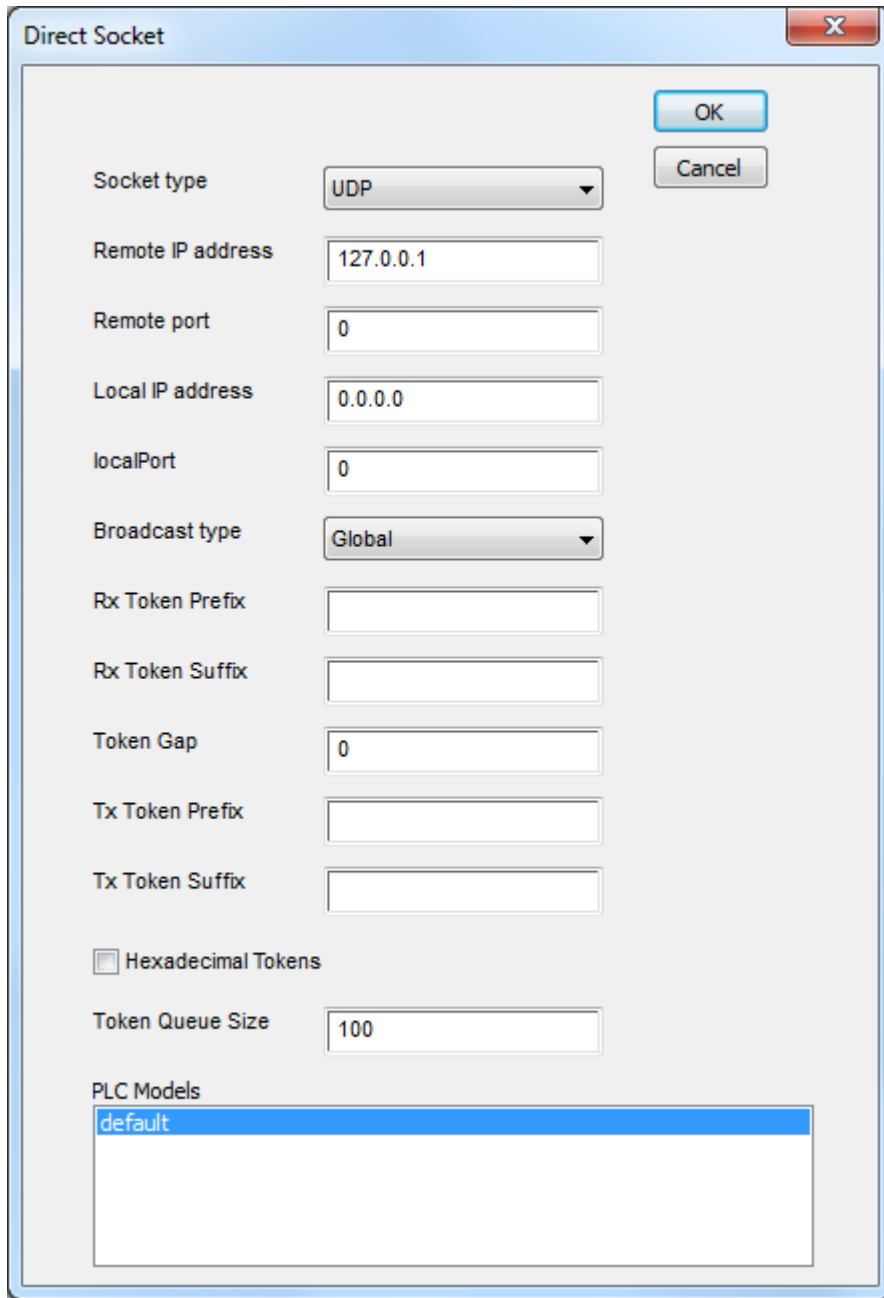 Direct Socket
OK
Cancel
Socket type UDP
Remote IP address 127.0.0.1
Remote port 0
Local IP address 0.0.0.0
localPort 0
Broadcast type Global
Rx Token Prefix
Rx Token Suffix
Token Gap 0
Tx Token Prefix
Tx Token Suffix
Hexadecimal Tokens
Token Queue Size 100
PLC Models
default